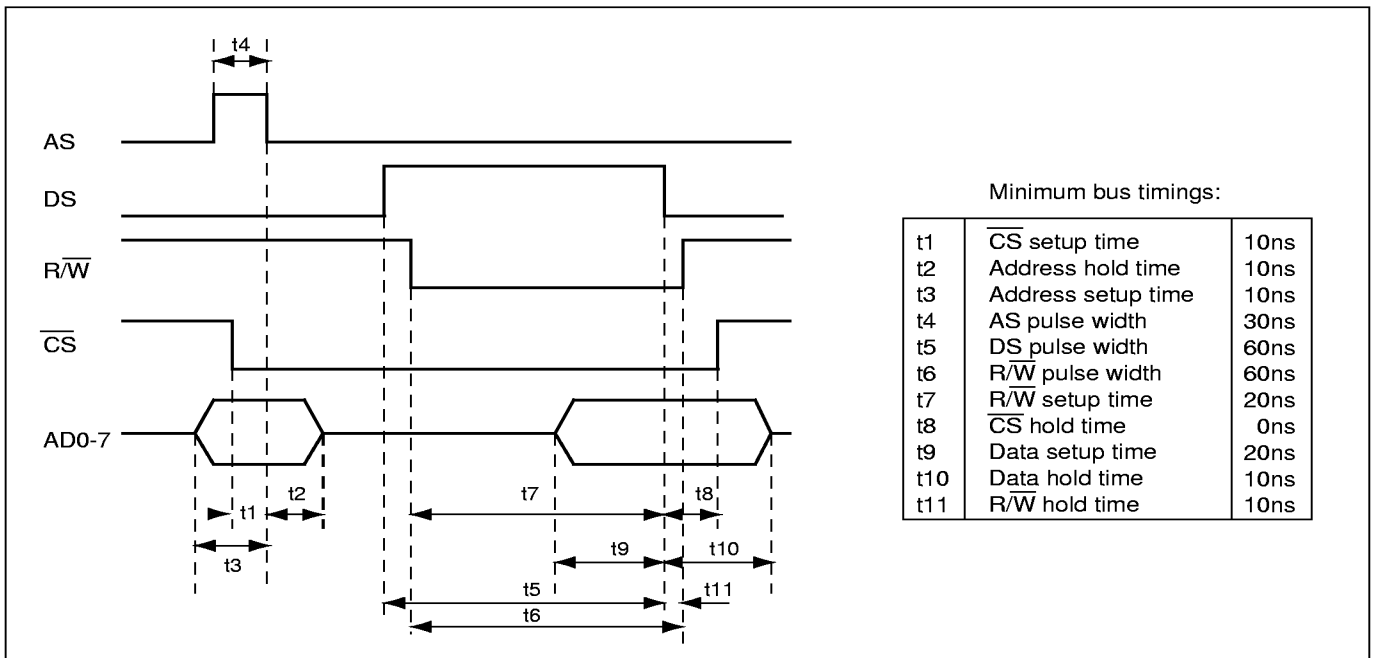 t4
AS
DS
R/W̅
C̅S̅
AD0-7
t1
t2
t3
t7
t8
t9
t10
t5
t11
t6
Minimum bus timings:
t1 C̅S̅ setup time 10ns
t2 Address hold time 10ns
t3 Address setup time 10ns
t4 AS pulse width 30ns
t5 DS pulse width 60ns
t6 R/W̅ pulse width 60ns
t7 R/W̅ setup time 20ns
t8 C̅S̅ hold time 0ns
t9 Data setup time 20ns
t10 Data hold time 10ns
t11 R/W̅ hold time 10ns